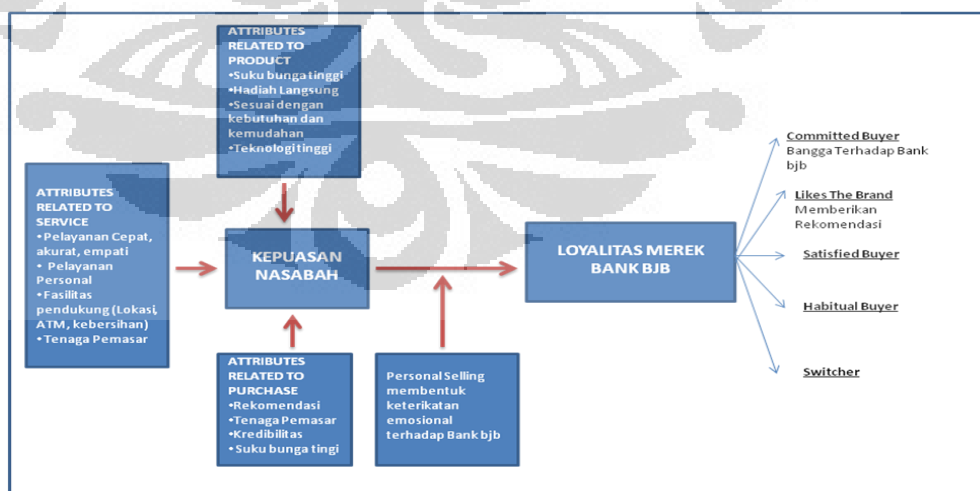 ATTRIBUTES
RELATED TO
PRODUCT
•Suku bunga tinggi
•Hadiah Langsung
•Sesuai dengan
kebutuhan dan
kemudahan
•Teknologi tinggi
ATTRIBUTES
RELATED TO
SERVICE
•Pelayanan Cepat,
akurat, empati
• Pelayanan
Personal
•Fasilitas
pendukung (Lokasi,
ATM, kebersihan)
•Tenaga Pemasar
KEPUASAN
NASABAH
ATTRIBUTES
RELATED TO
PURCHASE
•Rekomendasi
•Tenaga Pemasar
•Kredibilitas
•Suku bunga tingi
Personal Selling
membentuk
keterikatan
emosional
terhadap Bank bjb
LOYALITAS MEREK
BANK BJB
Committed Buyer
Bangga Terhadap Bank
bjb
Likes The Brand
Memberikan
Rekomendasi
Satisfied Buyer
Habitual Buyer
Switcher